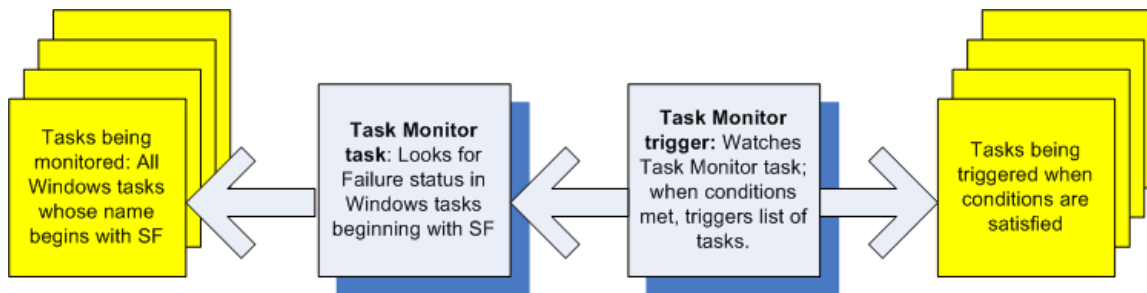 Tasks being
monitored: All
Windows tasks
whose name
begins with SF
Task Monitor
task: Looks for
Failure status in
Windows tasks
beginning with SF
Task Monitor
trigger: Watches
Task Monitor task;
when conditions
met, triggers list of
tasks.
Tasks being
triggered when
conditions are
satisfied